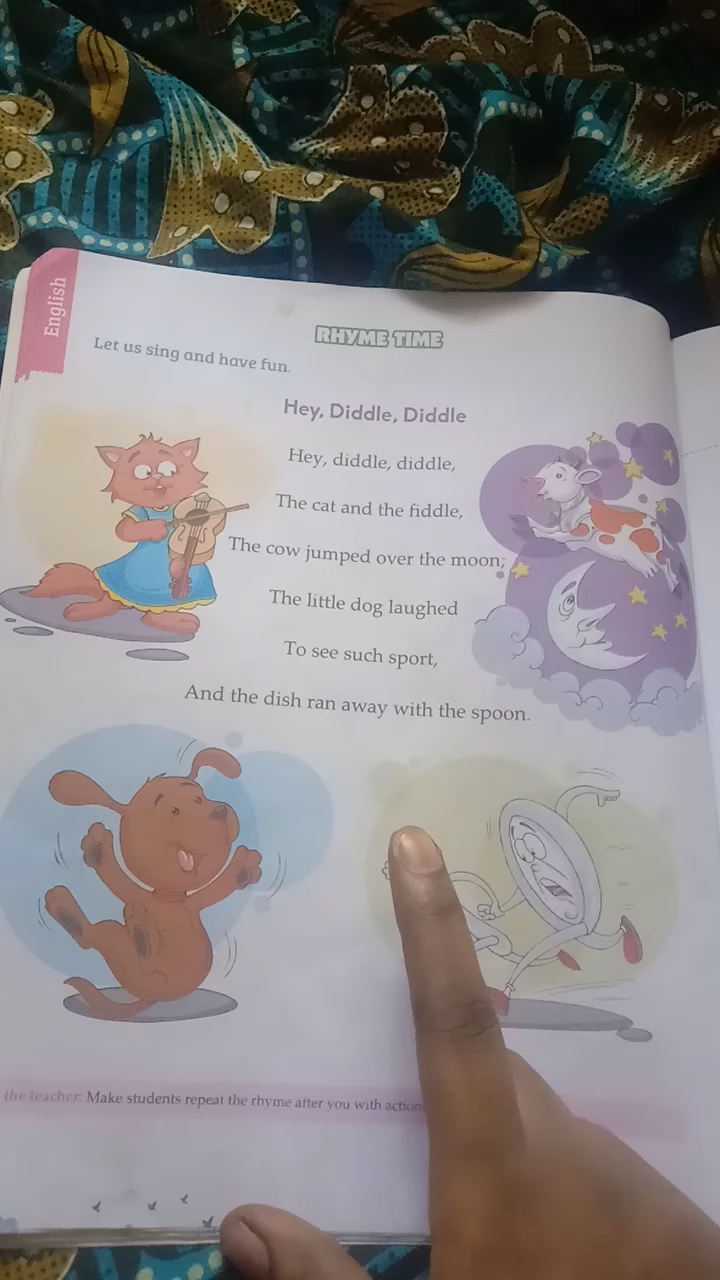 English
RHYME TIME
Let us sing and have fun.
Hey, Diddle, Diddle
Hey, diddle, diddle,
The cat and the fiddle,
The cow jumped over the moon;
The little dog laughed
To see such sport,
And the dish ran away with the spoon.
the teacher: Make students repeat the rhyme after you with action